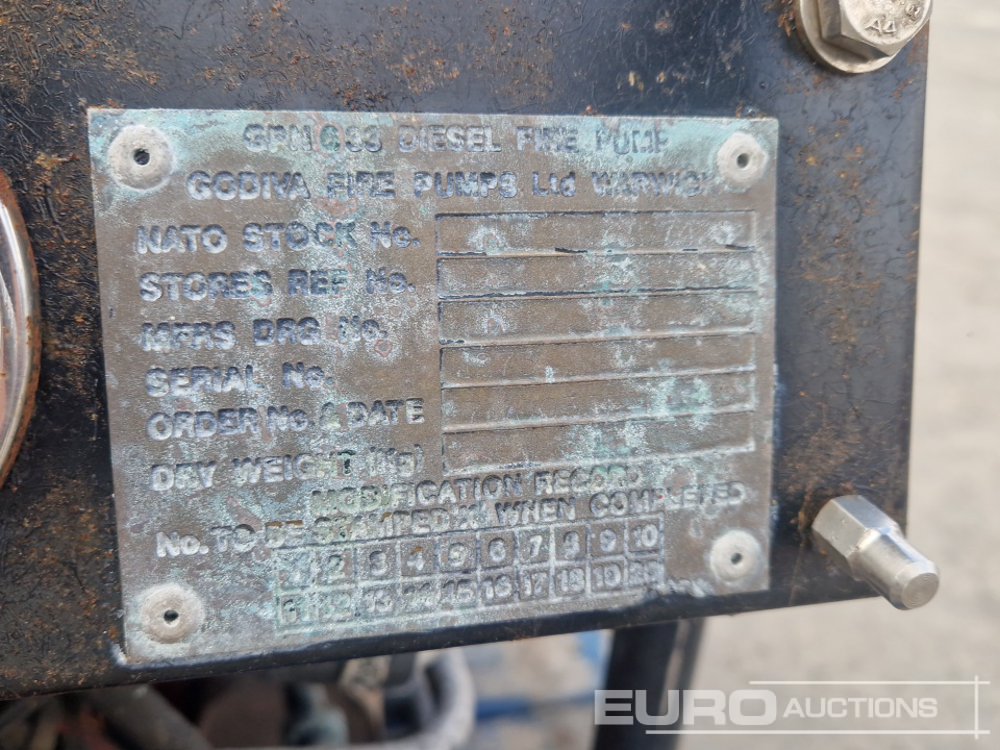 DIESEL FIRE PUMP
GODIVA FIRE PUMPS Ltd WARWICK
NATO STOCK No.
STORES REF No.
MFRS DRG No.
SERIAL No.
ORDER No. & DATE
DRY WEIGHT (kg)
MODIFICATION RECORD
No. TO BE STAMPED 'X' WHEN COMPLETED
1 2 3 4 5 6 7 8 9 10
11 12 13 14 15 16 17 18 19 20
A4
EURO AUCTIONS